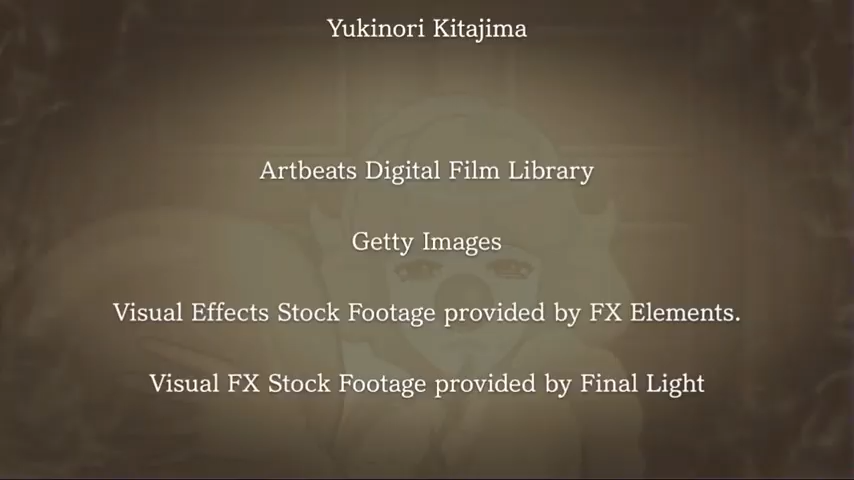 Yukinori Kitajima
Artbeats Digital Film Library
Getty Images
Visual Effects Stock Footage provided by FX Elements.
Visual FX Stock Footage provided by Final Light